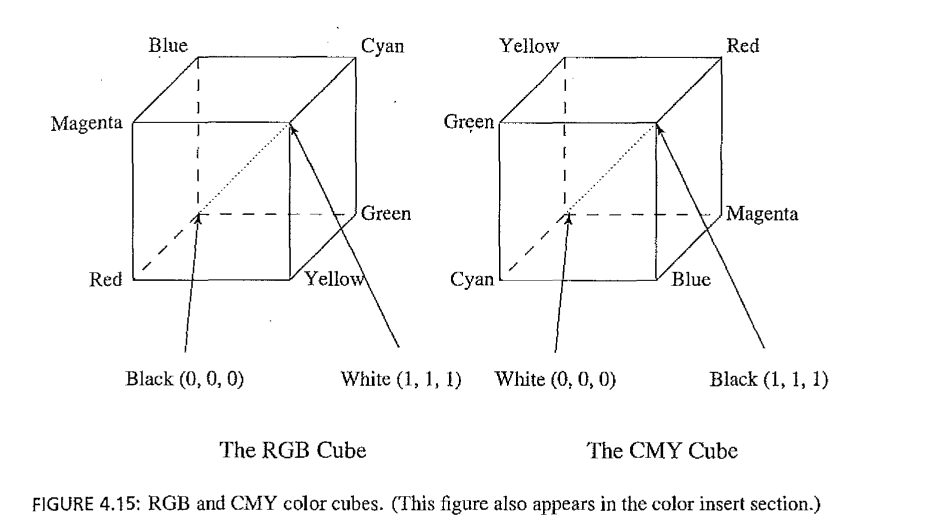 Blue Cyan Yellow Red
Magenta Green
Green Magenta
Red Yellow Cyan Blue
Black (0, 0, 0) White (1, 1, 1) White (0, 0, 0) Black (1, 1, 1)
The RGB Cube The CMY Cube
FIGURE 4.15: RGB and CMY color cubes. (This figure also appears in the color insert section.)